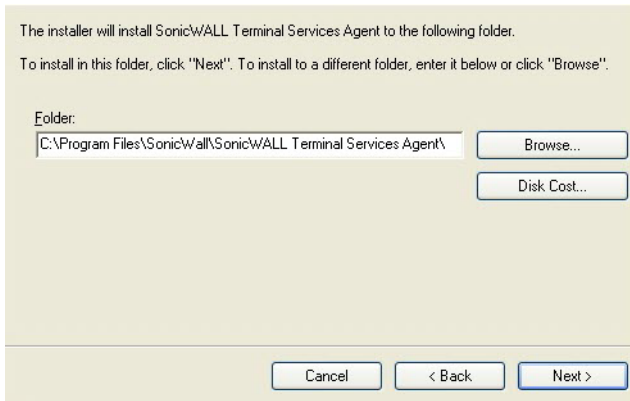 The installer will install SonicWALL Terminal Services Agent to the following folder.
To install in this folder, click "Next". To install to a different folder, enter it below or click "Browse".
Folder:
C:\Program Files\SonicWall\SonicWALL Terminal Services Agent\
Browse...
Disk Cost...
Cancel
< Back
Next >